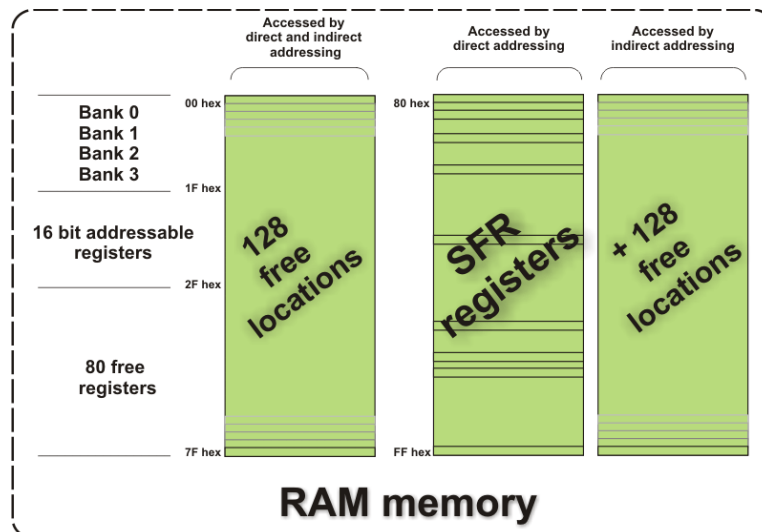 Accessed by
direct and indirect
addressing
Accessed by
direct addressing
Accessed by
indirect addressing
Bank 0
Bank 1
Bank 2
Bank 3
16 bit addressable
registers
80 free
registers
00 hex
1F hex
2F hex
7F hex
128
free
locations
80 hex
FF hex
SFR
registers
+ 128
free
locations
RAM memory